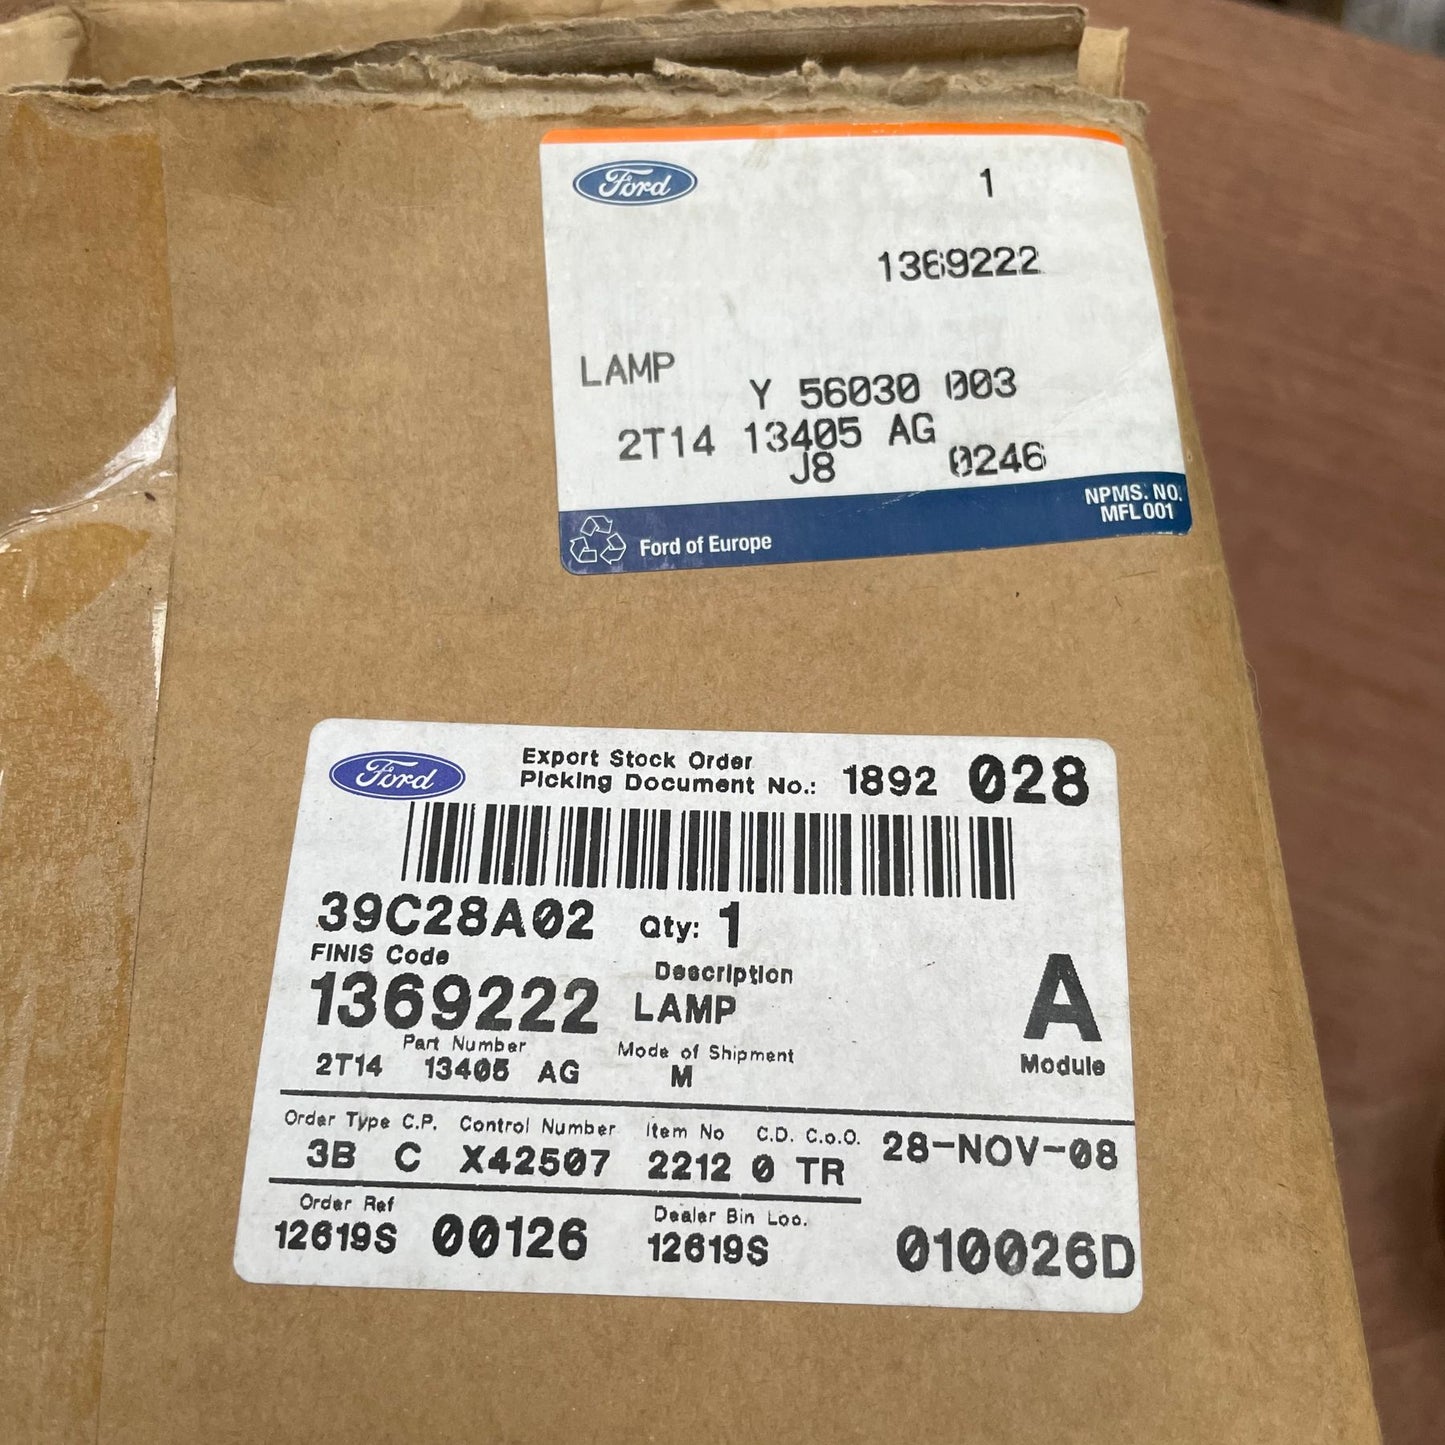 Ford
1
1369222
LAMP
Y 56030 003
2T14 13405 AG
J8 0246
NPMS. NO.
MFL 001
Ford of Europe
Ford
Export Stock Order
Picking Document No.: 1892 028
39C28A02 Qty: 1
FINIS Code
Description
1369222 LAMP
A
Part Number Mode of Shipment
Module
2T14 13405 AG M
Order Type C.P. Control Number Item No C.D. C.o.O.
28-NOV-08
3B C X42507 2212 0 TR
Order Ref Dealer Bin Loc.
12619S 00126 12619S 010026D